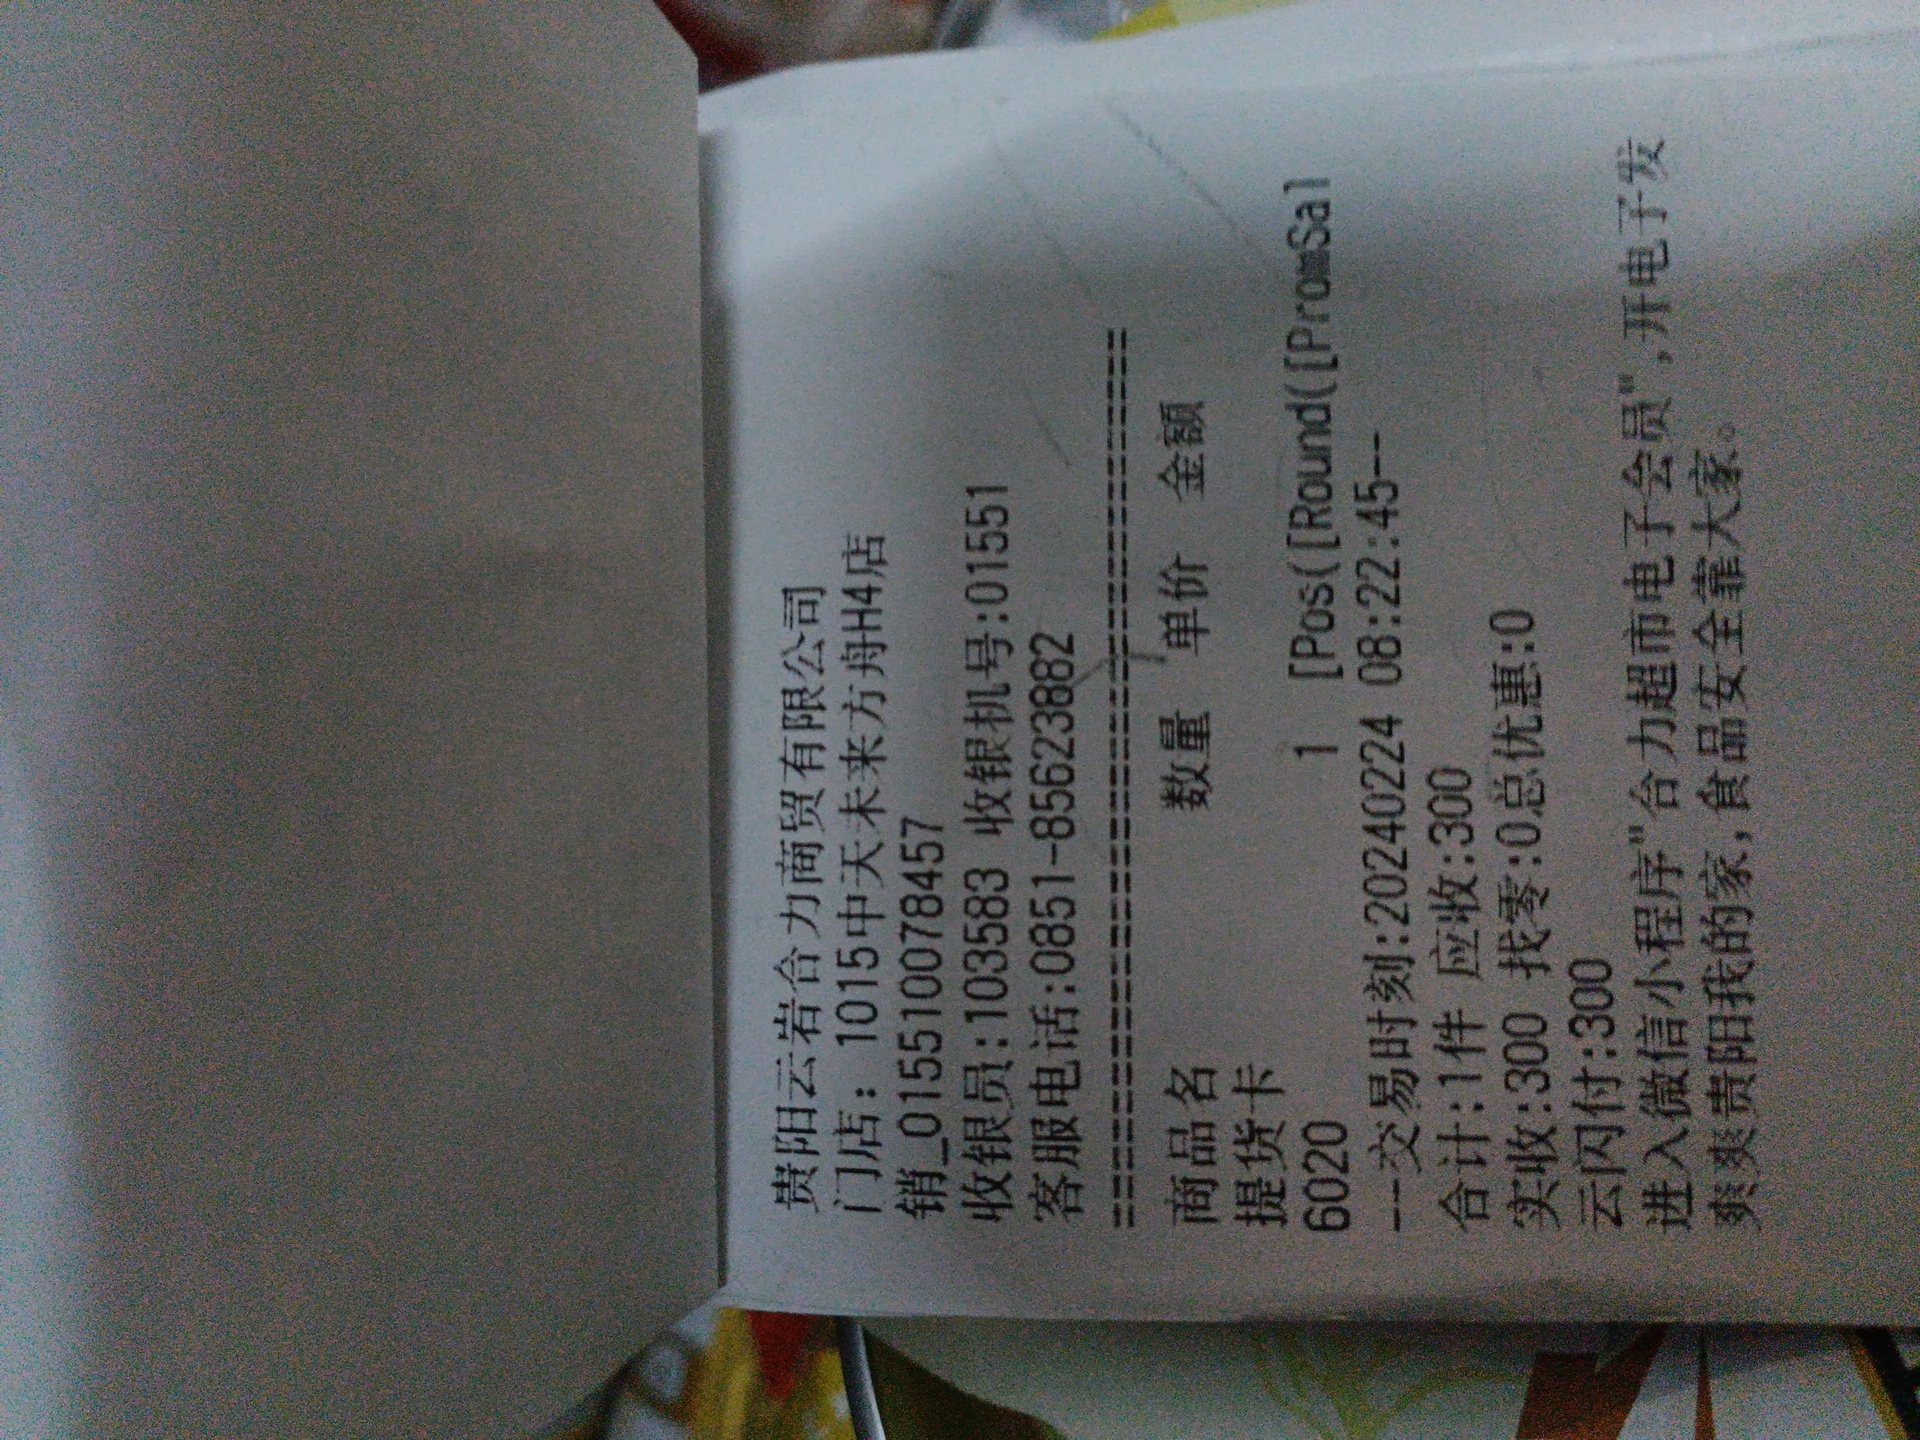 贵阳云岩合力商贸有限公司
门店：1015中天未来方舟H4店
销_015510078４457
收银员:103583 收银机号:01551
客服电话:0851-85623882
==========================================
商品名 数量 单价 金额
提货卡
6020 1 [Pos([Round([PromSal
--交易时刻:20240224 08:22:45--
合计:1件 应收:300
实收:300 找零:0总优惠:0
云闪付:300
进入微信小程序"合力超市电子会员",开电子发
爽爽贵阳我的家,食品安全靠大家。